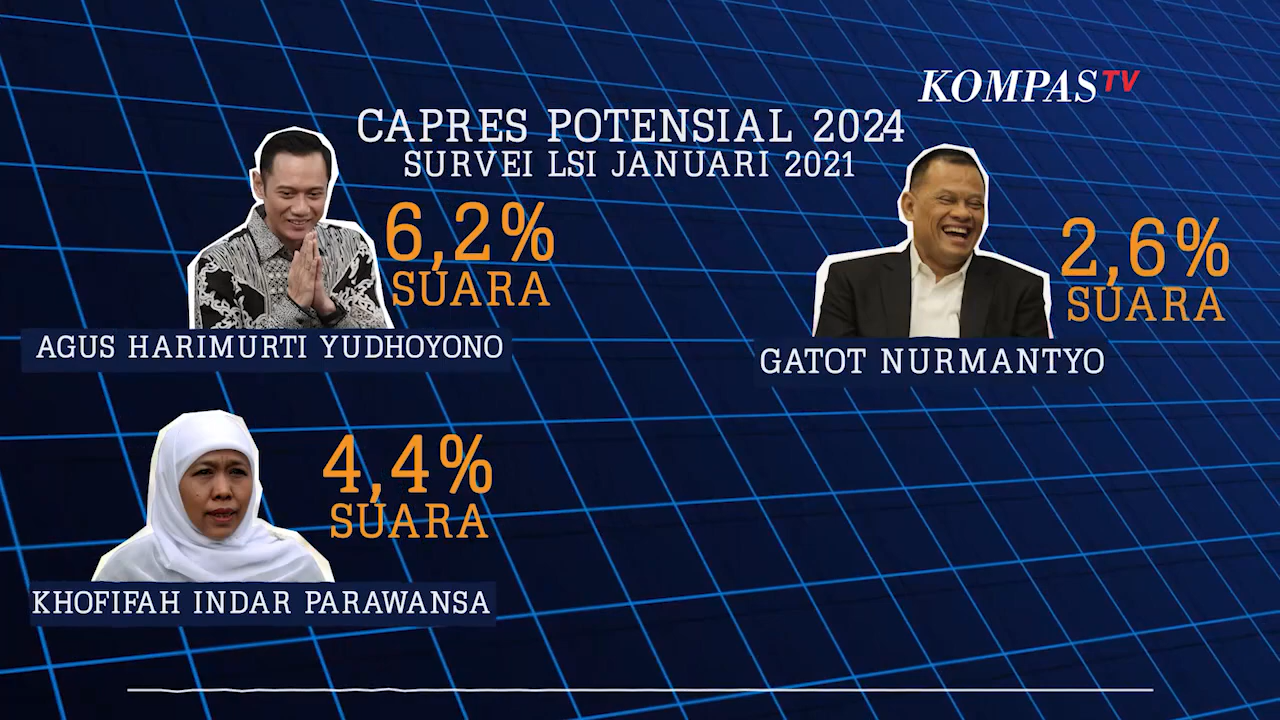 KOMPASTV
CAPRES POTENSIAL 2024
SURVEI LSI JANUARI 2021
6,2%
SUARA
AGUS HARIMURTI YUDHOYONO
2,6%
SUARA
GATOT NURMANTYO
4,4%
SUARA
KHOFIFAH INDAR PARAWANSA